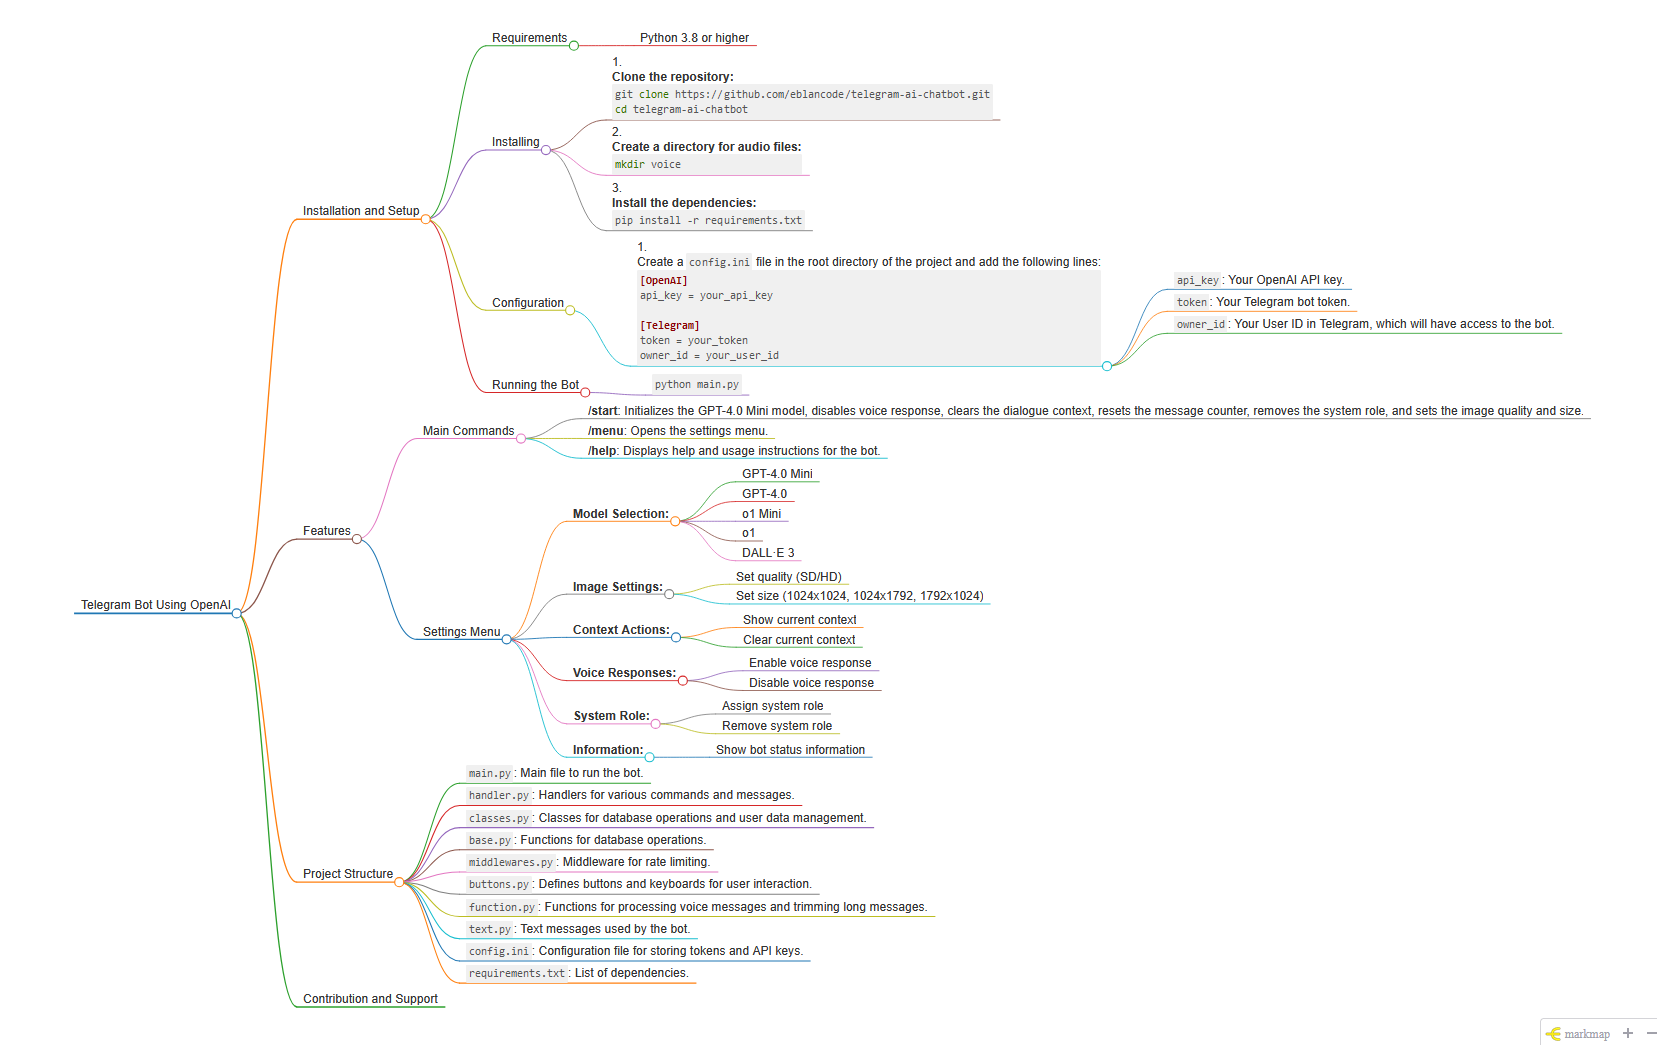 Telegram Bot Using OpenAI
Installation and Setup
Requirements
Python 3.8 or higher
Installing
1.
Clone the repository:
git clone https://github.com/eblancode/telegram-ai-chatbot.git
cd telegram-ai-chatbot
2.
Create a directory for audio files:
mkdir voice
3.
Install the dependencies:
pip install -r requirements.txt
Configuration
1.
Create a config.ini file in the root directory of the project and add the following lines:
[OpenAI]
api_key = your_api_key
[Telegram]
token = your_token
owner_id = your_user_id
api_key: Your OpenAI API key.
token: Your Telegram bot token.
owner_id: Your User ID in Telegram, which will have access to the bot.
Running the Bot
python main.py
Features
Main Commands
/start: Initializes the GPT-4.0 Mini model, disables voice response, clears the dialogue context, resets the message counter, removes the system role, and sets the image quality and size.
/menu: Opens the settings menu.
/help: Displays help and usage instructions for the bot.
Settings Menu
Model Selection:
GPT-4.0 Mini
GPT-4.0
o1 Mini
o1
DALL·E 3
Image Settings:
Set quality (SD/HD)
Set size (1024x1024, 1024x1792, 1792x1024)
Context Actions:
Show current context
Clear current context
Voice Responses:
Enable voice response
Disable voice response
System Role:
Assign system role
Remove system role
Information:
Show bot status information
Project Structure
main.py: Main file to run the bot.
handler.py: Handlers for various commands and messages.
classes.py: Classes for database operations and user data management.
base.py: Functions for database operations.
middlewares.py: Middleware for rate limiting.
buttons.py: Defines buttons and keyboards for user interaction.
function.py: Functions for processing voice messages and trimming long messages.
text.py: Text messages used by the bot.
config.ini: Configuration file for storing tokens and API keys.
requirements.txt: List of dependencies.
Contribution and Support
markmap